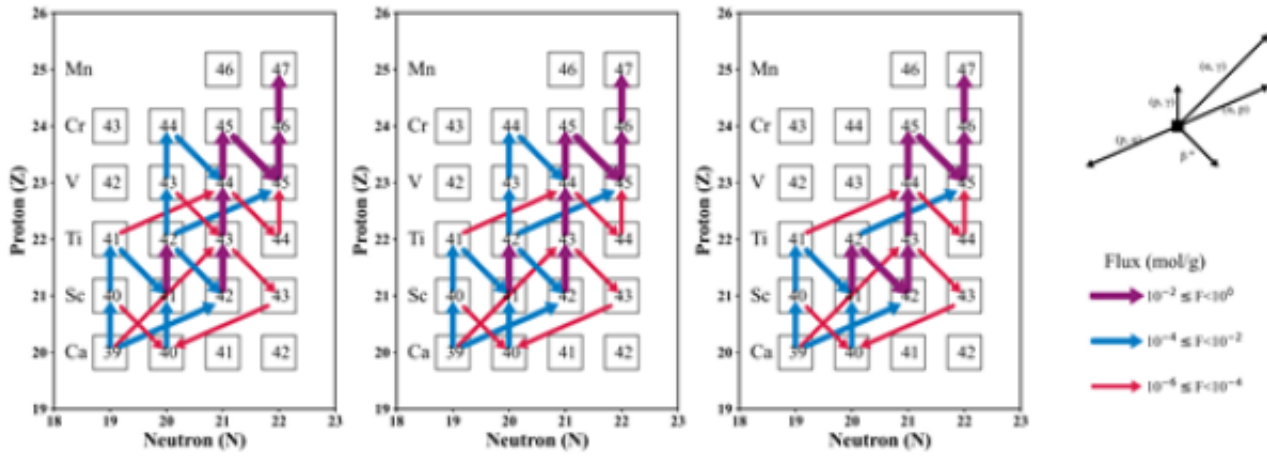 26
25
24
23
22
21
20
19
Proton (Z)
Mn 46 47
Cr 43 44 45 46
V 42 43 44 45
Ti 41 42 43 44
Sc 40 42 43
Ca 39 40 41 42
18 19 20 21 22 23
Neutron (N)
26
25
24
23
22
21
20
19
Proton (Z)
Mn 46 47
Cr 43 44 45 46
V 42 43 44 45
Ti 41 42 43 44
Sc 40 42 43
Ca 39 40 41 42
18 19 20 21 22 23
Neutron (N)
26
25
24
23
22
21
20
19
Proton (Z)
Mn 46 47
Cr 43 44 45 46
V 42 43 44 45
Ti 41 42 43 44
Sc 40 42 43
Ca 39 40 41 42
18 19 20 21 22 23
Neutron (N)
(α, γ)
(p, γ)
(α, p)
(p, α)
β⁺
Flux (mol/g)
10⁻² ≤ F<10⁰
10⁻⁴ ≤ F<10⁻²
10⁻⁶ ≤ F<10⁻⁴